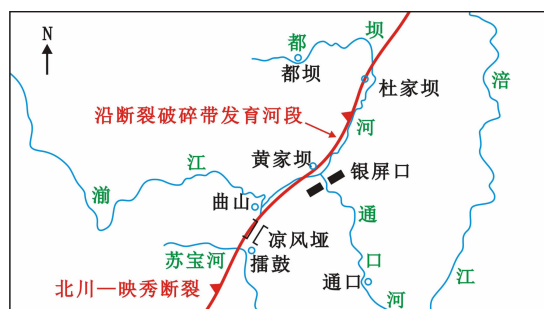 N
都
坝
涪
都坝
杜家坝
沿断裂破碎带发育河段
河
黄家坝
江
银屏口
渝
曲山
通
凉风垭
口
苏宝河
擂鼓
江
北川—映秀断裂
通口
河